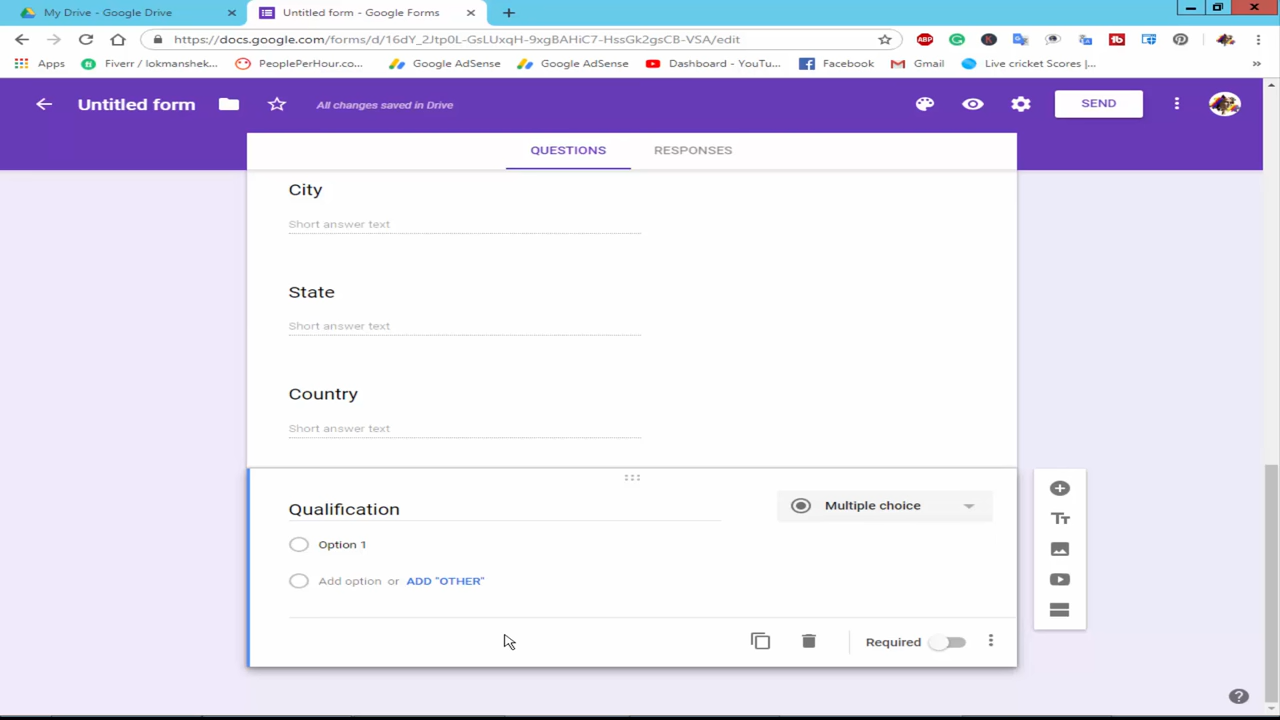 My Drive - Google Drive
Untitled form - Google Forms
https://docs.google.com/forms/d/16dY_2Jtp0L-GsLUxqH-9xgBAHiC7-HssGk2gsCB-VSA/edit
ABP
Apps
Fiverr / lokmanshek...
PeoplePerHour.co...
Google AdSense
Google AdSense
Dashboard - YouTu...
Facebook
Gmail
Live cricket Scores |...
»
Untitled form
All changes saved in Drive
SEND
QUESTIONS
RESPONSES
City
Short answer text
State
Short answer text
Country
Short answer text
Qualification
Multiple choice
Option 1
Add option or ADD "OTHER"
Required